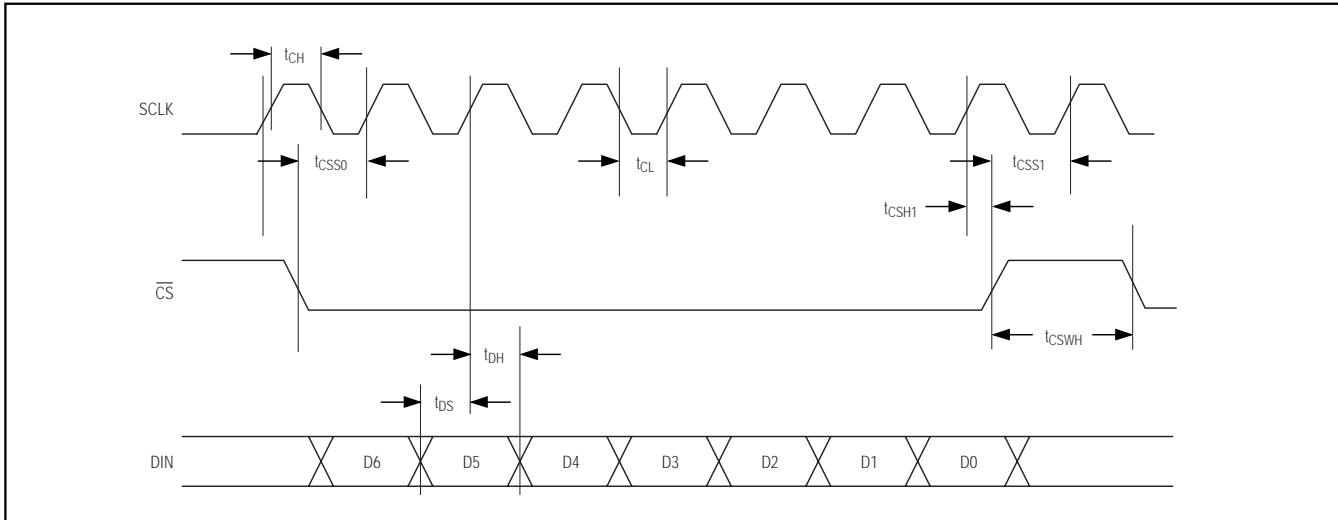 tCH
SCLK
tCSS0
tCL
tCSS1
tCSH1
CS
tCSWH
tDH
tDS
DIN
D6
D5
D4
D3
D2
D1
D0